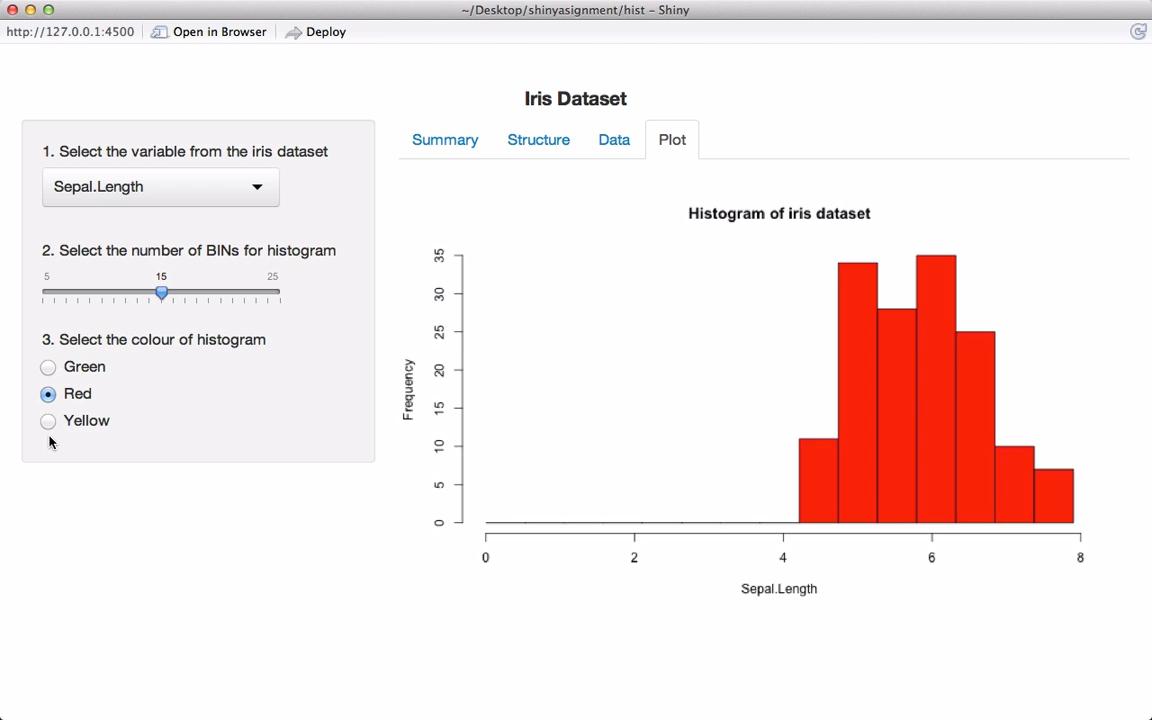 ~/Desktop/shinyasignment/hist – Shiny
http://127.0.0.1:4500 Open in Browser Deploy
Iris Dataset
Summary Structure Data Plot
1. Select the variable from the iris dataset
Sepal.Length
2. Select the number of BINs for histogram
5 15 25
3. Select the colour of histogram
Green
Red
Yellow
Histogram of iris dataset
35
30
25
20
15
10
5
0
Frequency
0 2 4 6 8
Sepal.Length